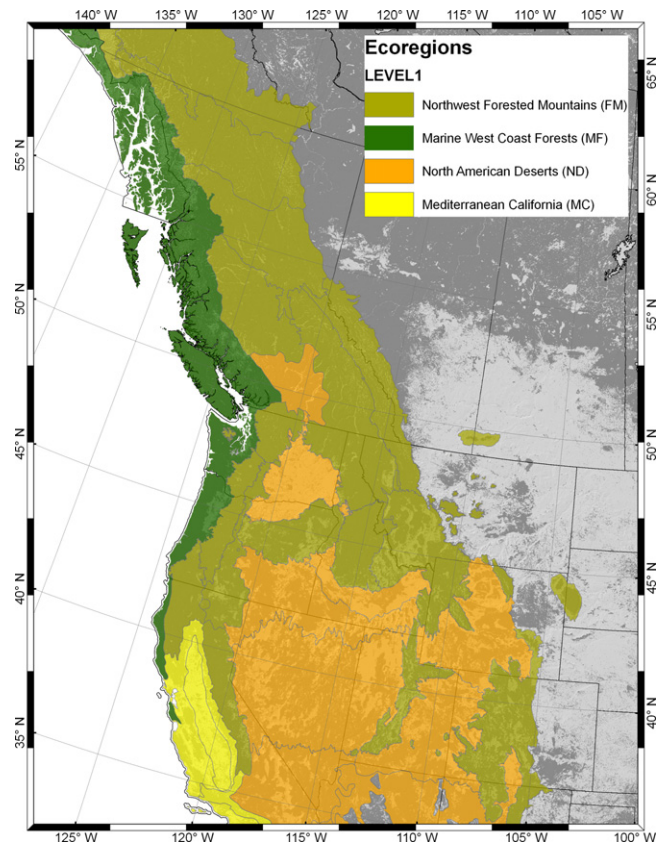 140° W 135° W 130° W 125° W 120° W 115° W 110° W 105° W
Ecoregions
LEVEL1
Northwest Forested Mountains (FM)
Marine West Coast Forests (MF)
North American Deserts (ND)
Mediterranean California (MC)
55° N
50° N
45° N
40° N
35° N
65° N
60° N
55° N
50° N
45° N
40° N
125° W 120° W 115° W 110° W 105° W 100° W